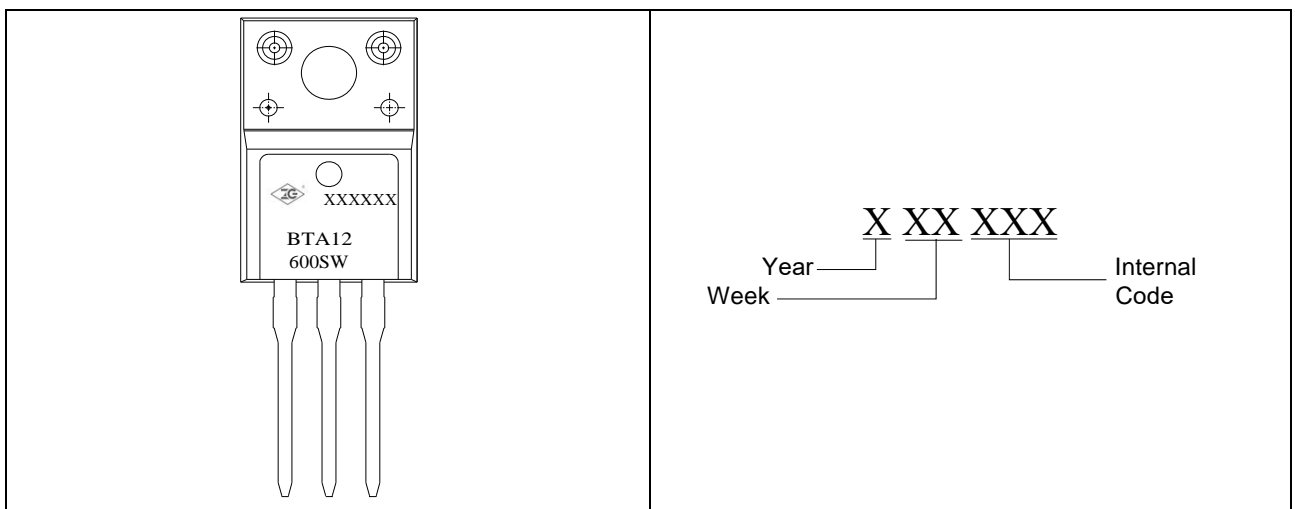 XXXXXX
BTA12
600SW
X XX XXX
Year
Week
Internal
Code